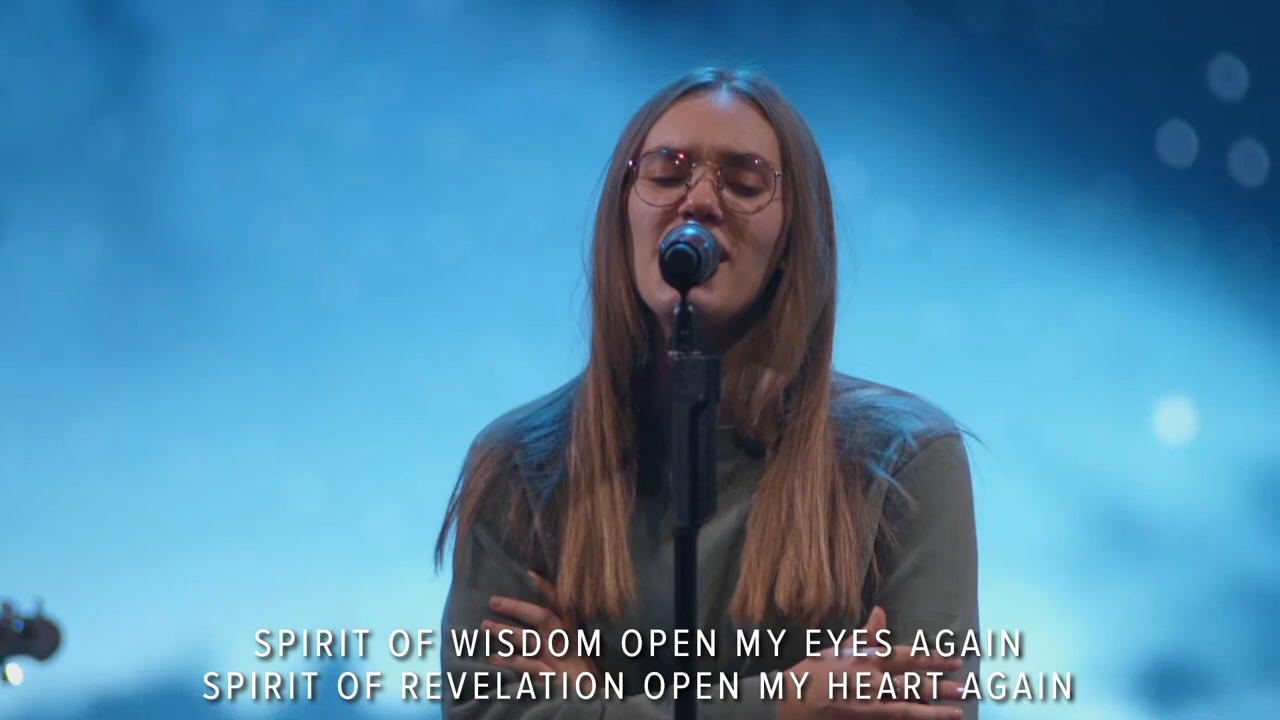 SPIRIT OF WISDOM OPEN MY EYES AGAIN
SPIRIT OF REVELATION OPEN MY HEART AGAIN